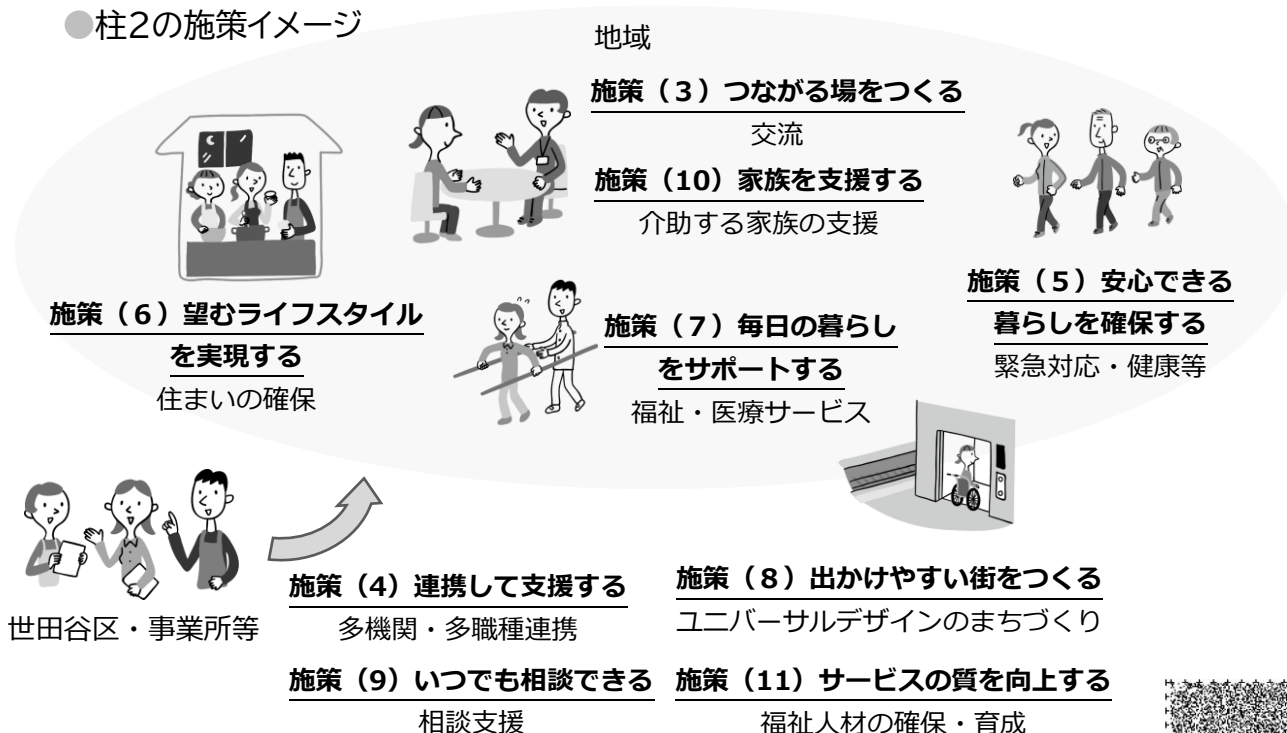 ●柱2の施策イメージ
地域
施策（3）つながる場をつくる
交流
施策（10）家族を支援する
介助する家族の支援
施策（6）望むライフスタイル
を実現する
住まいの確保
施策（7）毎日の暮らし
をサポートする
福祉・医療サービス
施策（5）安心できる
暮らしを確保する
緊急対応・健康等
世田谷区・事業所等
施策（4）連携して支援する
多機関・多職種連携
施策（8）出かけやすい街をつくる
ユニバーサルデザインのまちづくり
施策（9）いつでも相談できる
相談支援
施策（11）サービスの質を向上する
福祉人材の確保・育成